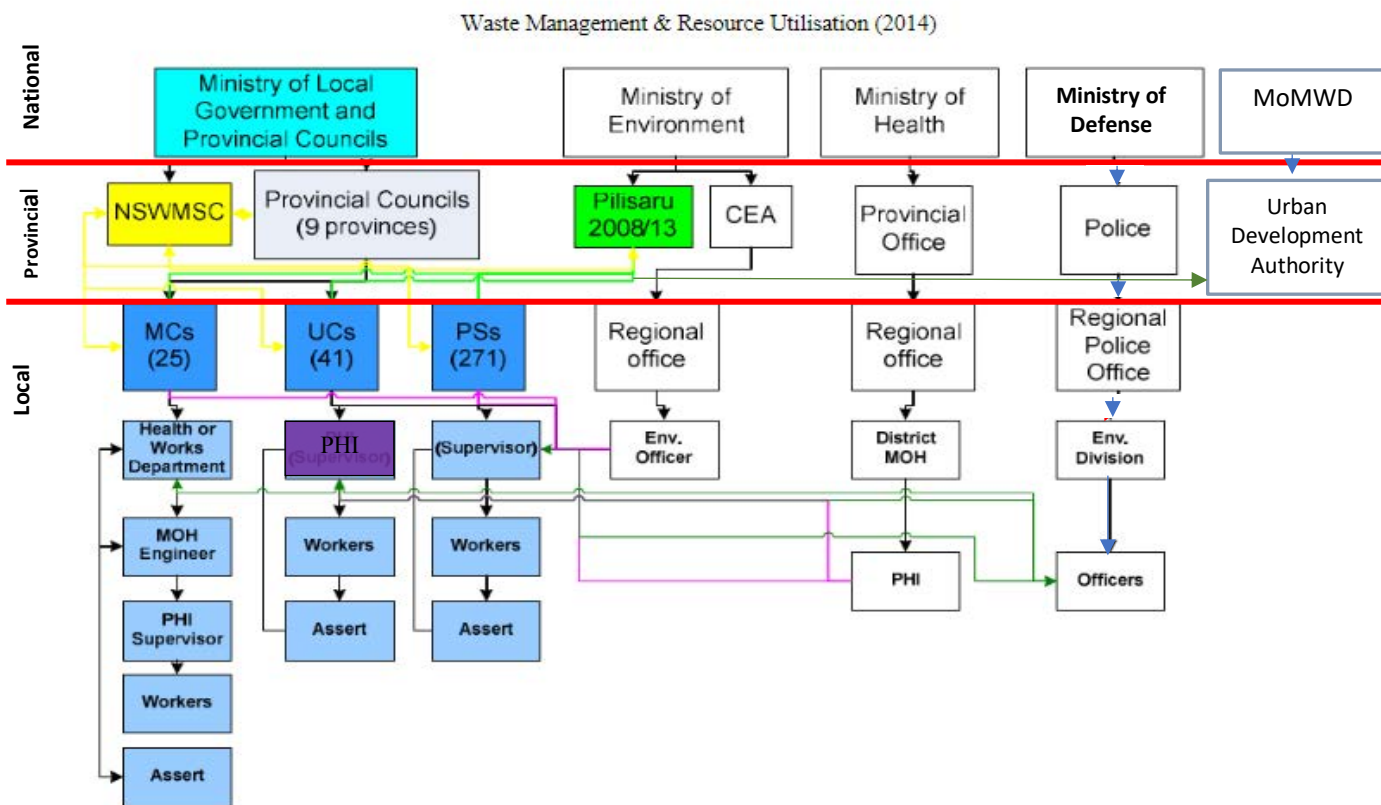 Waste Management & Resource Utilisation (2014)
National
Ministry of Local
Government and
Provincial Councils
Ministry of
Environment
Ministry of
Health
Ministry of
Defense
MoMWD
Provincial
NSWMSC
Provincial Councils
(9 provinces)
Pilisaru
2008/13
CEA
Provincial
Office
Police
Urban
Development
Authority
Local
MCs
(25)
UCs
(41)
PSs
(271)
Regional
office
Regional
office
Regional
Police
Office
Health or
Works
Department
PHI
(Supervisor)
(Supervisor)
Env.
Officer
District
MOH
Env.
Division
MOH
Engineer
Workers
Workers
PHI
Officers
PHI
Supervisor
Assert
Assert
Workers
Assert